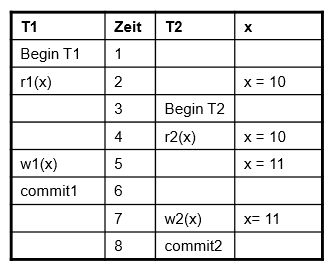 T1 Zeit T2 x
Begin T1 1
r1(x) 2 x = 10
3 Begin T2
4 r2(x) x = 10
w1(x) 5 x = 11
commit1 6
7 w2(x) x= 11
8 commit2